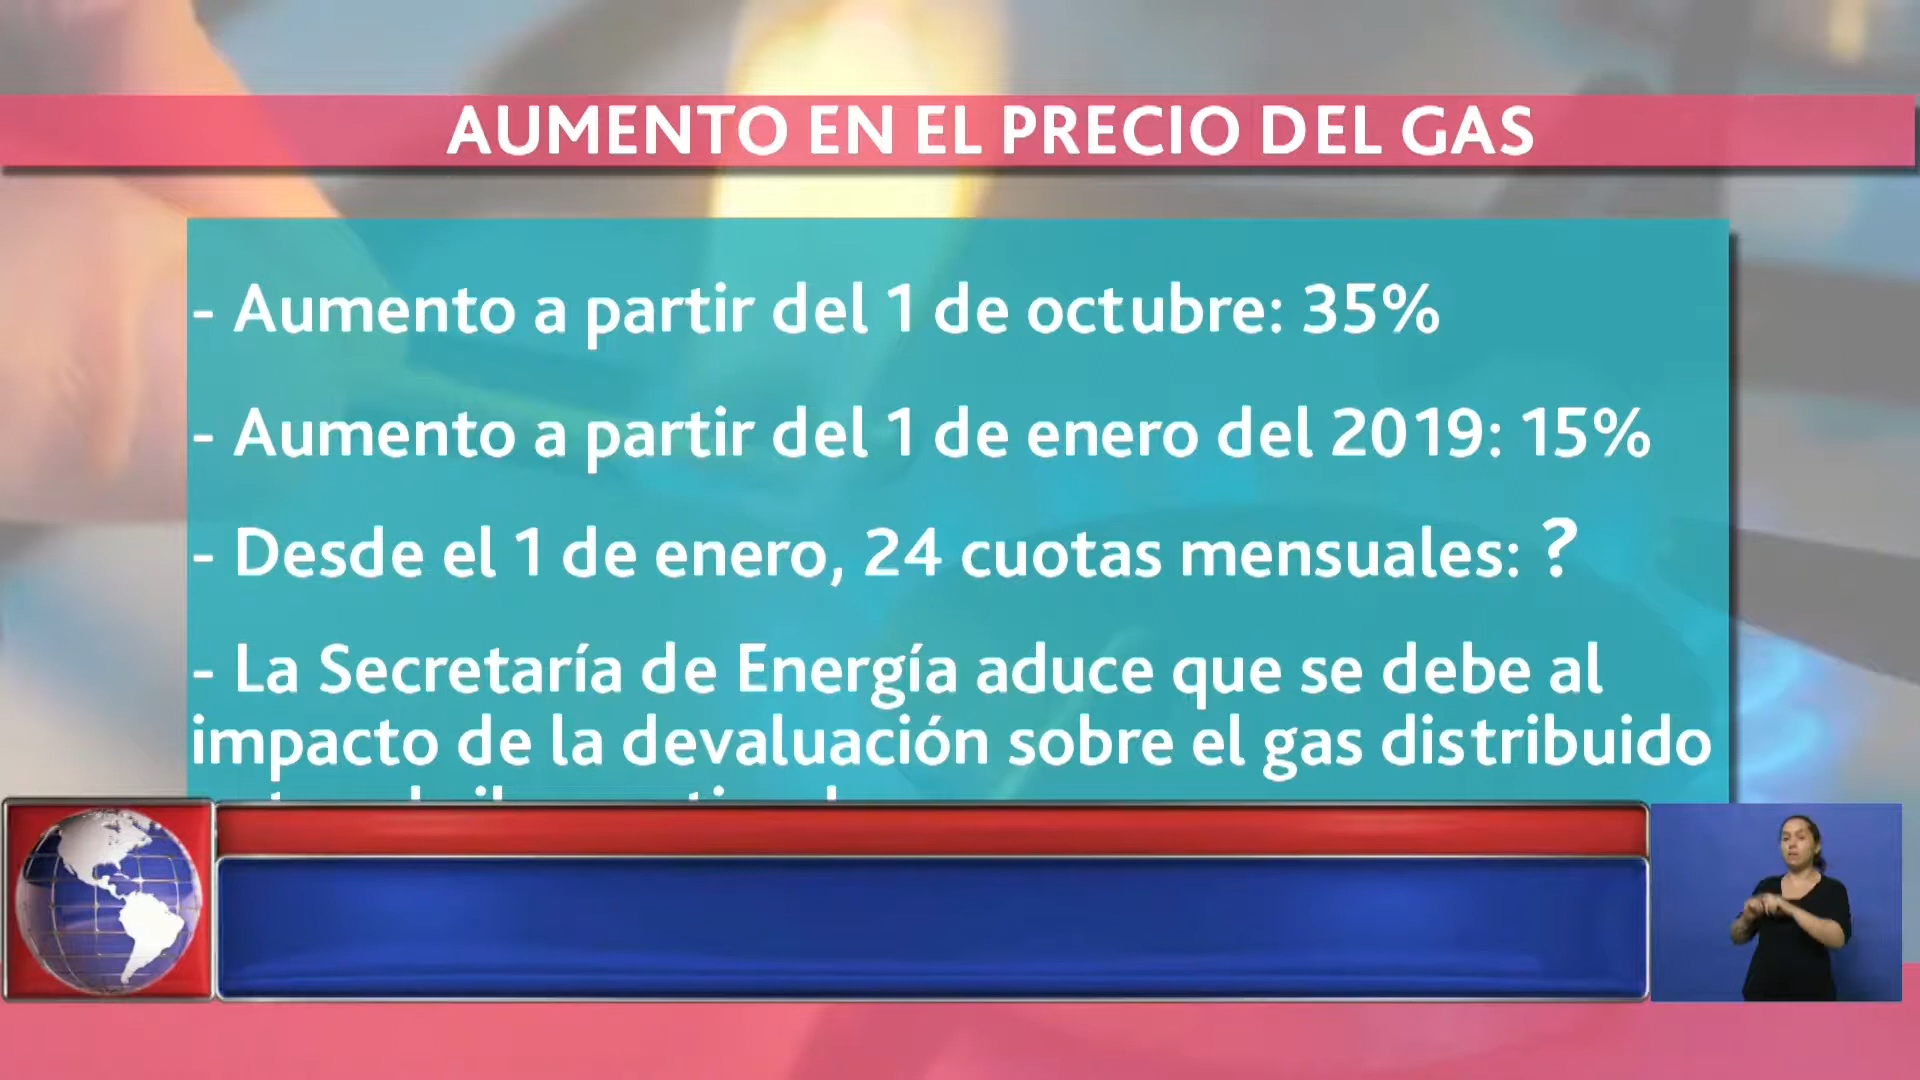 AUMENTO EN EL PRECIO DEL GAS
- Aumento a partir del 1 de octubre: 35%
- Aumento a partir del 1 de enero del 2019: 15%
- Desde el 1 de enero, 24 cuotas mensuales: ?
- La Secretaría de Energía aduce que se debe al
impacto de la devaluación sobre el gas distribuido